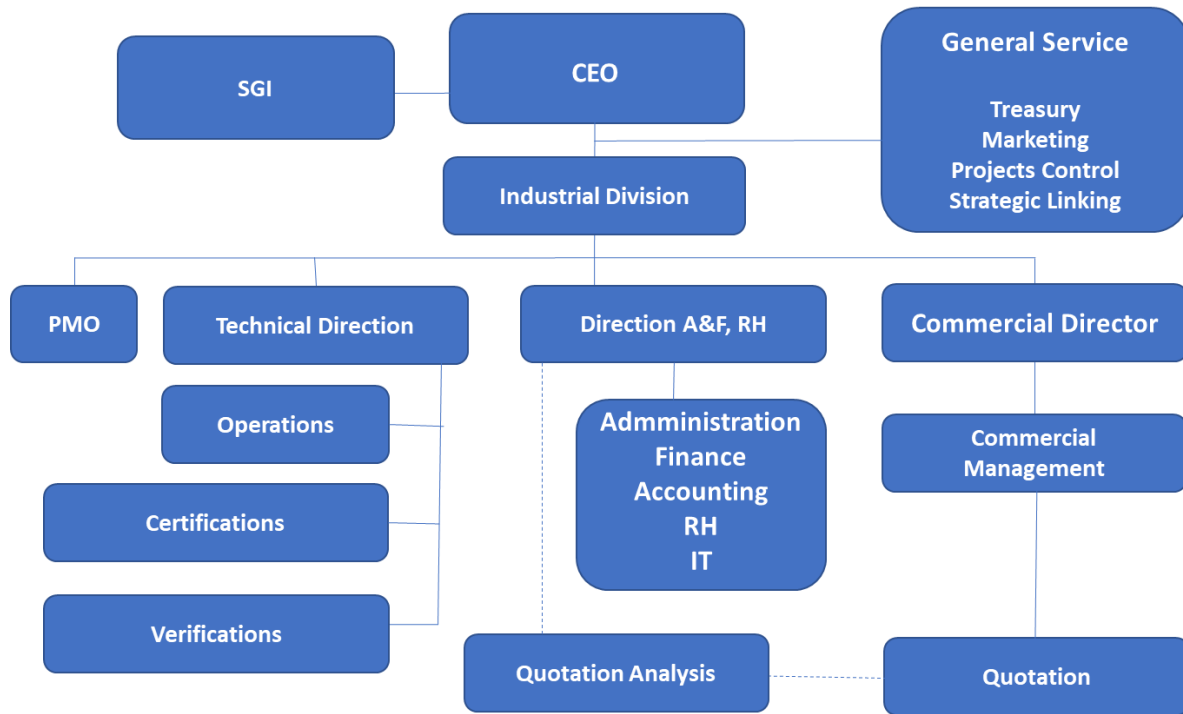 SGI
CEO
General Service
Treasury
Marketing
Projects Control
Strategic Linking
Industrial Division
PMO
Technical Direction
Direction A&F, RH
Commercial Director
Operations
Admministration
Finance
Accounting
RH
IT
Commercial
Management
Certifications
Verifications
Quotation Analysis
Quotation